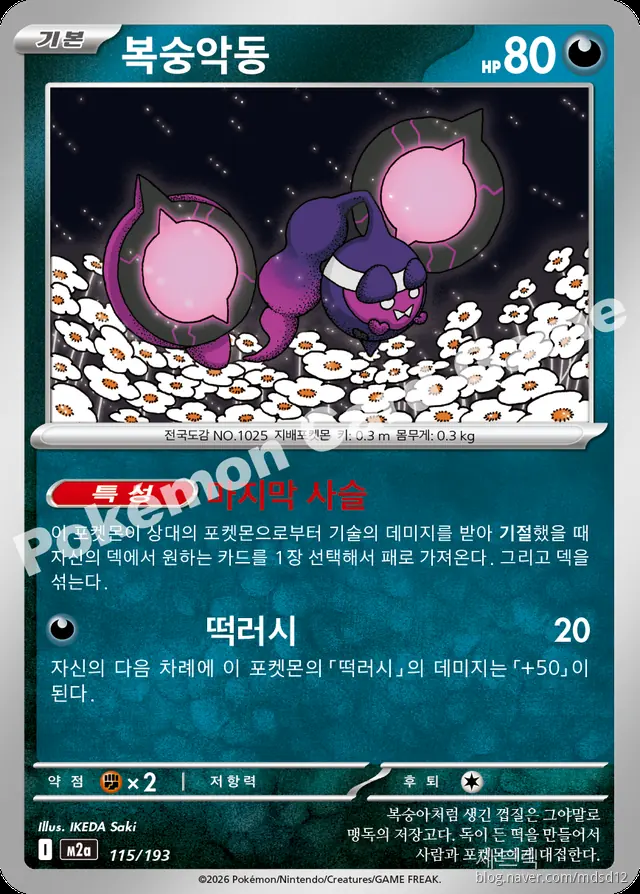 기본
복숭악동
HP 80
전국도감 NO.1025 지배포켓몬 키: 0.3 m 몸무게: 0.3 kg
특성 마지막 사슬
이 포켓몬이 상대의 포켓몬으로부터 기술의 데미지를 받아 기절했을 때
자신의 덱에서 원하는 카드를 1장 선택해서 패로 가져온다. 그리고 덱을
섞는다.
떡러시 20
자신의 다음 차례에 이 포켓몬의 「떡러시」의 데미지는 「+50」이
된다.
약점 ×2 저항력 후퇴
복숭아처럼 생긴 껍질은 그야말로
맹독의 저장고다. 독이 든 떡을 만들어서
사람과 포켓몬에게 대접한다.
Illus. IKEDA Saki
I m2a 115/193
©2026 Pokémon/Nintendo/Creatures/GAME FREAK.
blog.naver.com/mdsd12